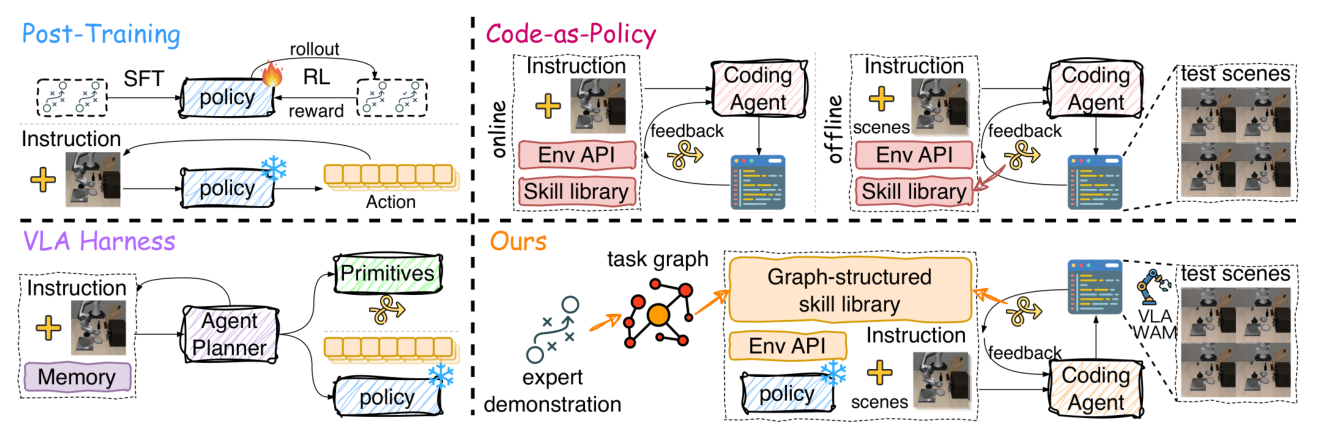 Post-Training
SFT
policy
rollout
RL
reward
Instruction
policy
Action
Code-as-Policy
online
Instruction
Env API
Skill library
feedback
Coding
Agent
offline
Instruction
scenes
Env API
Skill library
feedback
Coding
Agent
test scenes
VLA Harness
Instruction
Memory
Agent
Planner
Primitives
policy
Ours
expert
demonstration
task graph
Graph-structured
skill library
Env API
policy
Instruction
scenes
feedback
Coding
Agent
VLA
WAM
test scenes